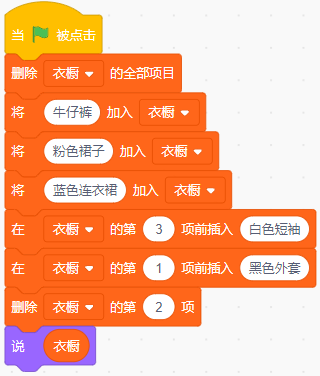 当 被点击
删除 衣橱 的全部项目
将 牛仔裤 加入 衣橱
将 粉色裙子 加入 衣橱
将 蓝色连衣裙 加入 衣橱
在 衣橱 的第 3 项前插入 白色短袖
在 衣橱 的第 1 项前插入 黑色外套
删除 衣橱 的第 2 项
说 衣橱